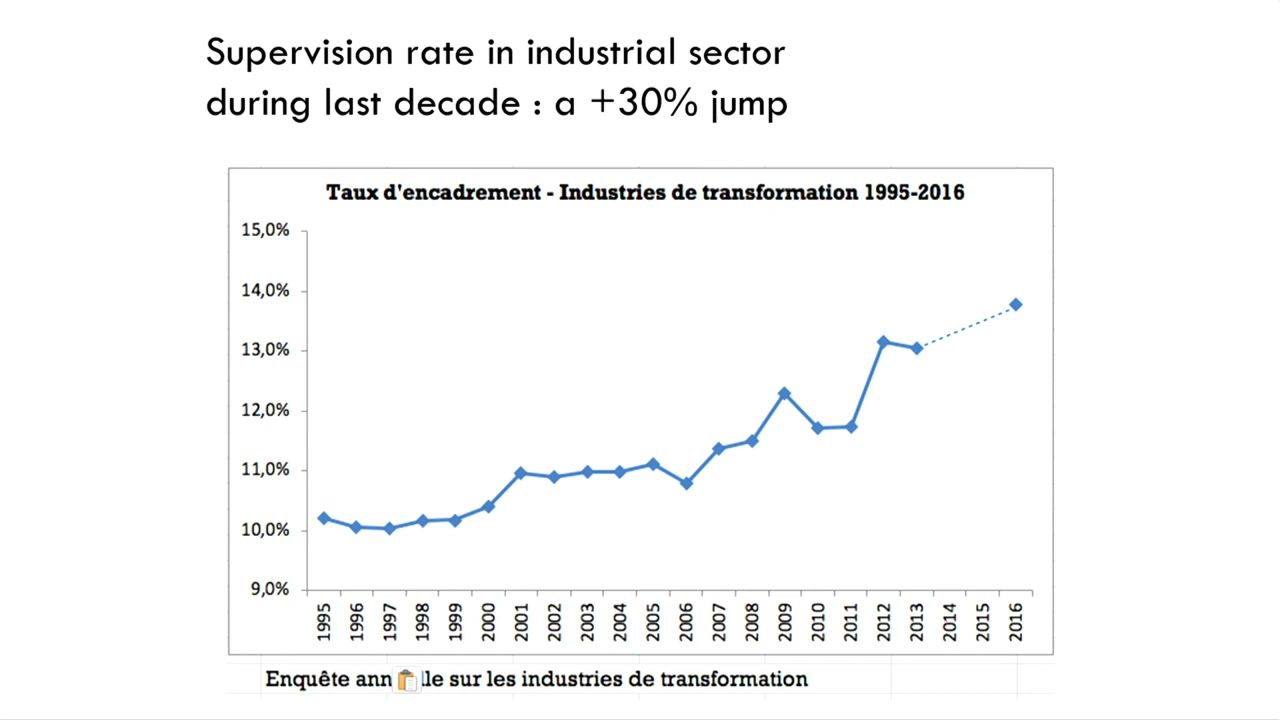 Supervision rate in industrial sector
during last decade : a +30% jump
Taux d'encadrement - Industries de transformation 1995-2016
15,0%
14,0%
13,0%
12,0%
11,0%
10,0%
9,0%
1995 1996 1997 1998 1999 2000 2001 2002 2003 2004 2005 2006 2007 2008 2009 2010 2011 2012 2013 2014 2015 2016
Enquête sur les industries de transformation